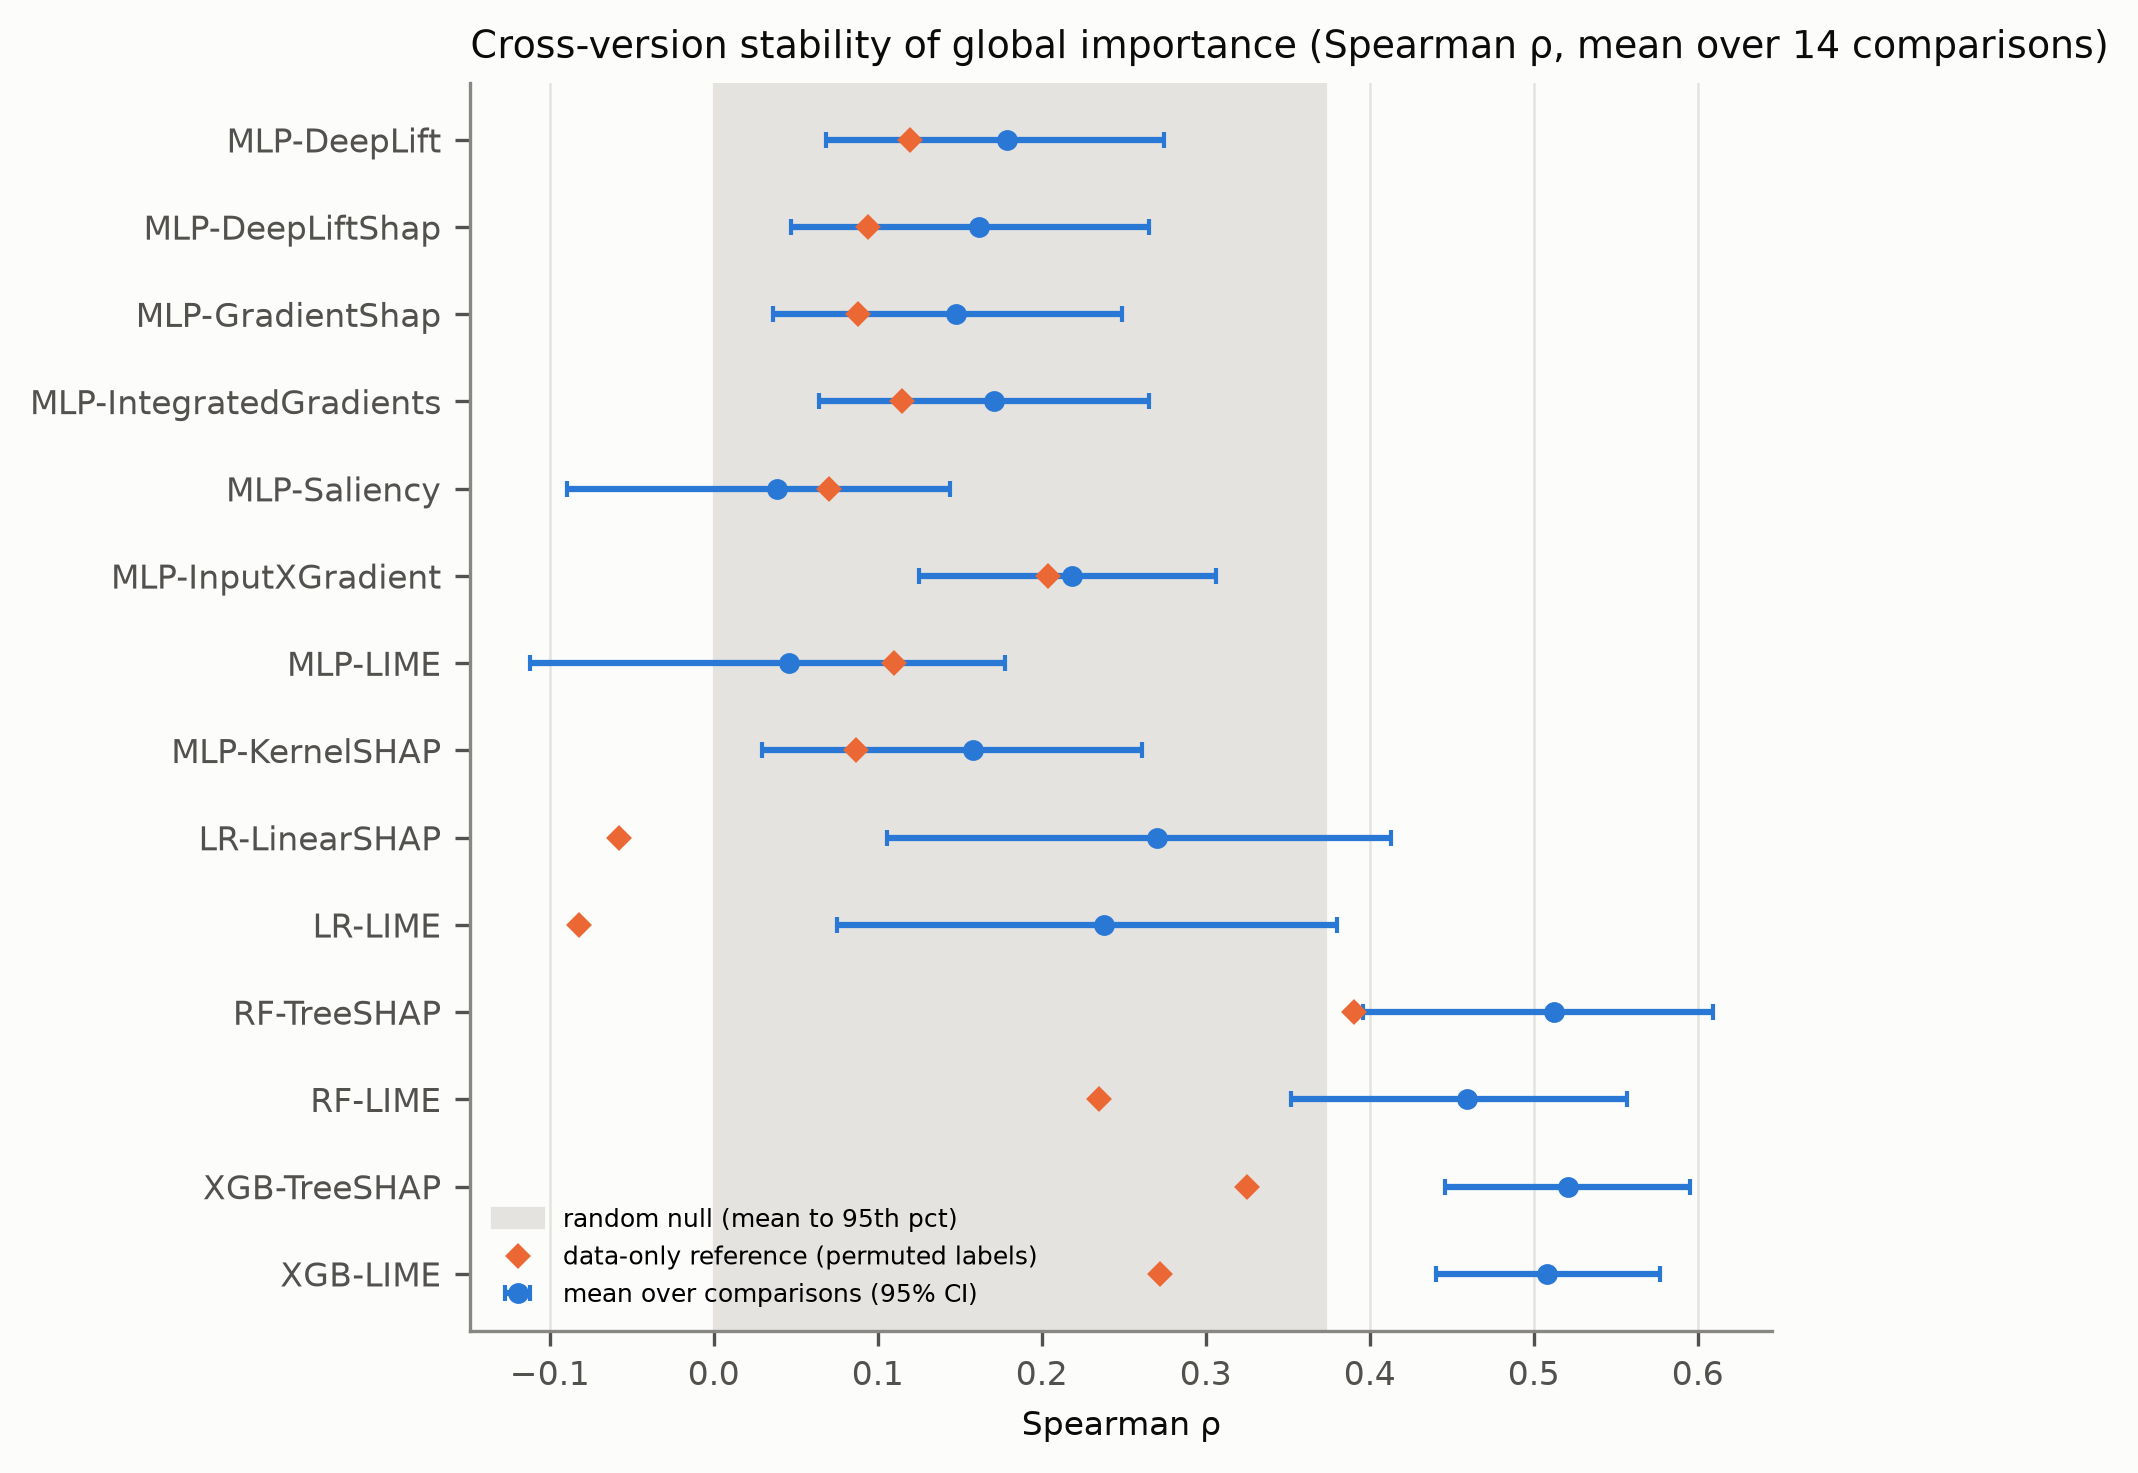 Cross-version stability of global importance (Spearman ρ, mean over 14 comparisons)
MLP-DeepLift
MLP-DeepLiftShap
MLP-GradientShap
MLP-IntegratedGradients
MLP-Saliency
MLP-InputXGradient
MLP-LIME
MLP-KernelSHAP
LR-LinearSHAP
LR-LIME
RF-TreeSHAP
RF-LIME
XGB-TreeSHAP
XGB-LIME
random null (mean to 95th pct)
data-only reference (permuted labels)
mean over comparisons (95% CI)
−0.1 0.0 0.1 0.2 0.3 0.4 0.5 0.6
Spearman ρ